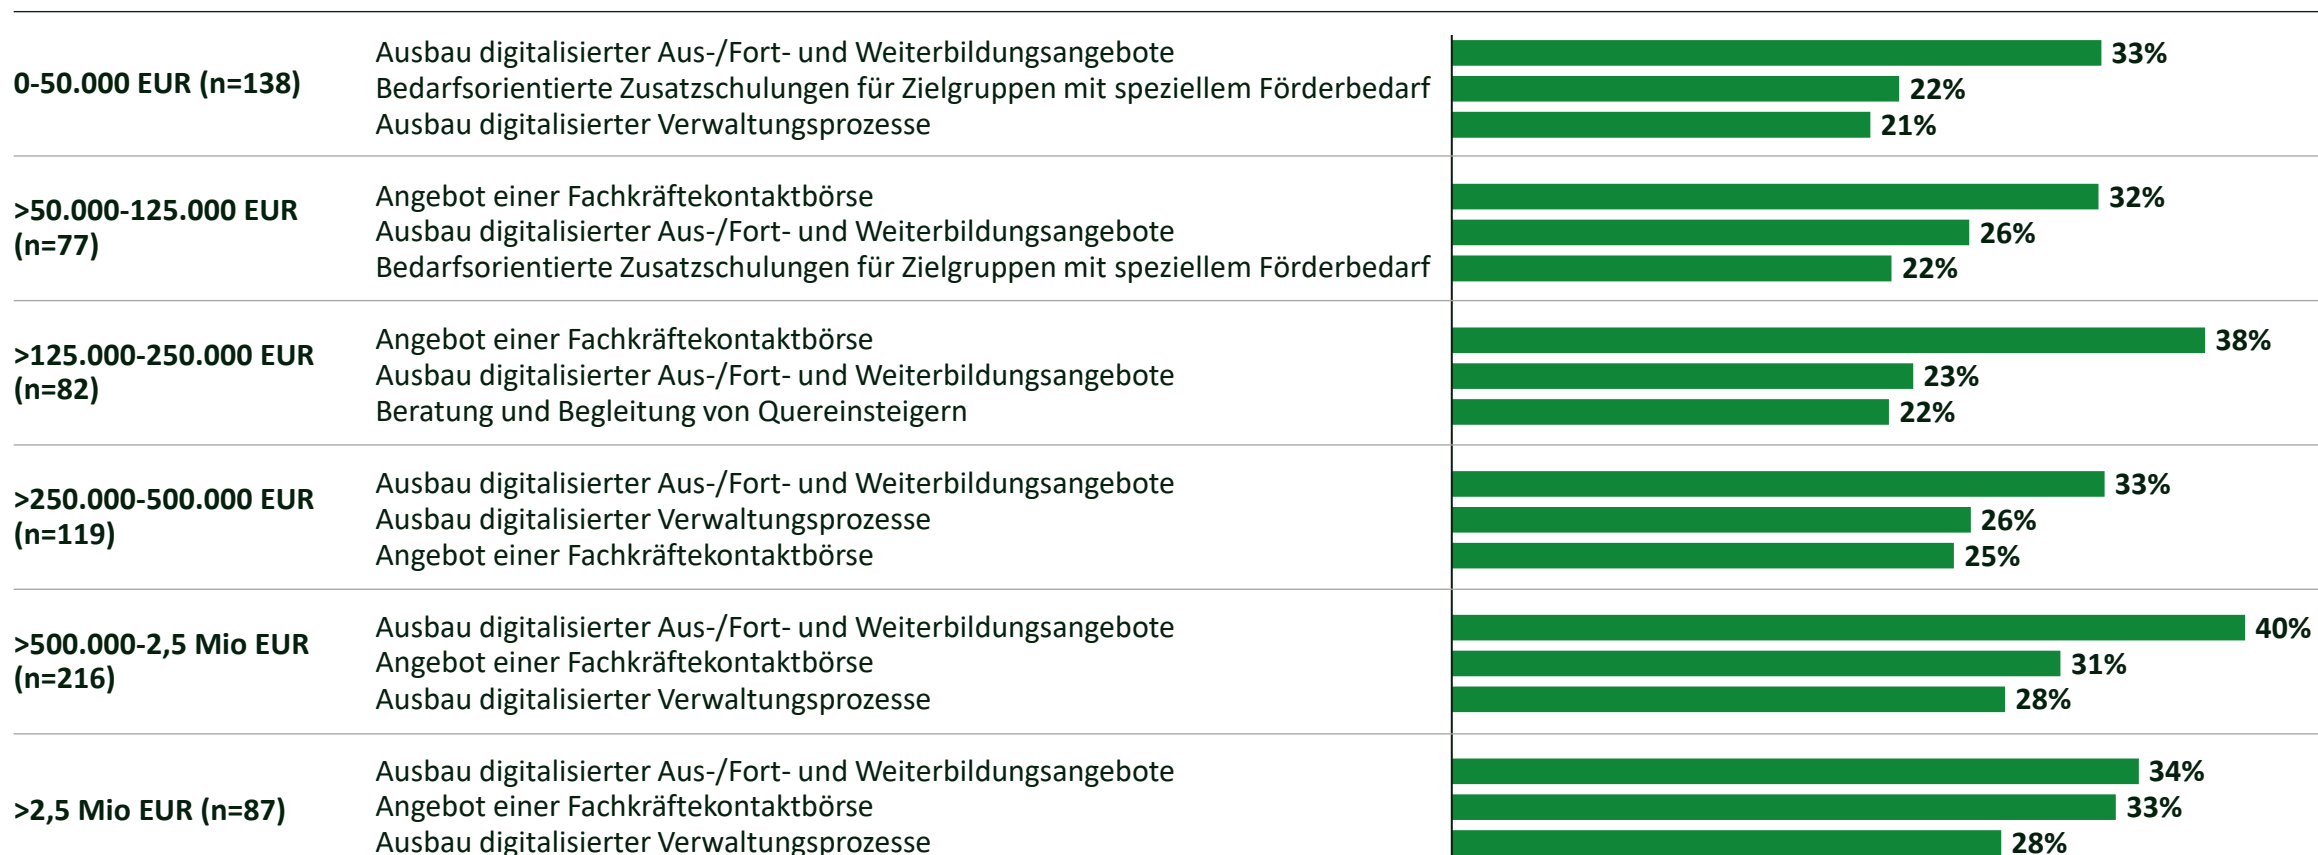 0-50.000 EUR (n=138)
Ausbau digitalisierter Aus-/Fort- und Weiterbildungsangebote 33%
Bedarfsorientierte Zusatzschulungen für Zielgruppen mit speziellem Förderbedarf 22%
Ausbau digitalisierter Verwaltungsprozesse 21%
>50.000-125.000 EUR
(n=77)
Angebot einer Fachkräftekontaktbörse 32%
Ausbau digitalisierter Aus-/Fort- und Weiterbildungsangebote 26%
Bedarfsorientierte Zusatzschulungen für Zielgruppen mit speziellem Förderbedarf 22%
>125.000-250.000 EUR
(n=82)
Angebot einer Fachkräftekontaktbörse 38%
Ausbau digitalisierter Aus-/Fort- und Weiterbildungsangebote 23%
Beratung und Begleitung von Quereinsteigern 22%
>250.000-500.000 EUR
(n=119)
Ausbau digitalisierter Aus-/Fort- und Weiterbildungsangebote 33%
Ausbau digitalisierter Verwaltungsprozesse 26%
Angebot einer Fachkräftekontaktbörse 25%
>500.000-2,5 Mio EUR
(n=216)
Ausbau digitalisierter Aus-/Fort- und Weiterbildungsangebote 40%
Angebot einer Fachkräftekontaktbörse 31%
Ausbau digitalisierter Verwaltungsprozesse 28%
>2,5 Mio EUR (n=87)
Ausbau digitalisierter Aus-/Fort- und Weiterbildungsangebote 34%
Angebot einer Fachkräftekontaktbörse 33%
Ausbau digitalisierter Verwaltungsprozesse 28%